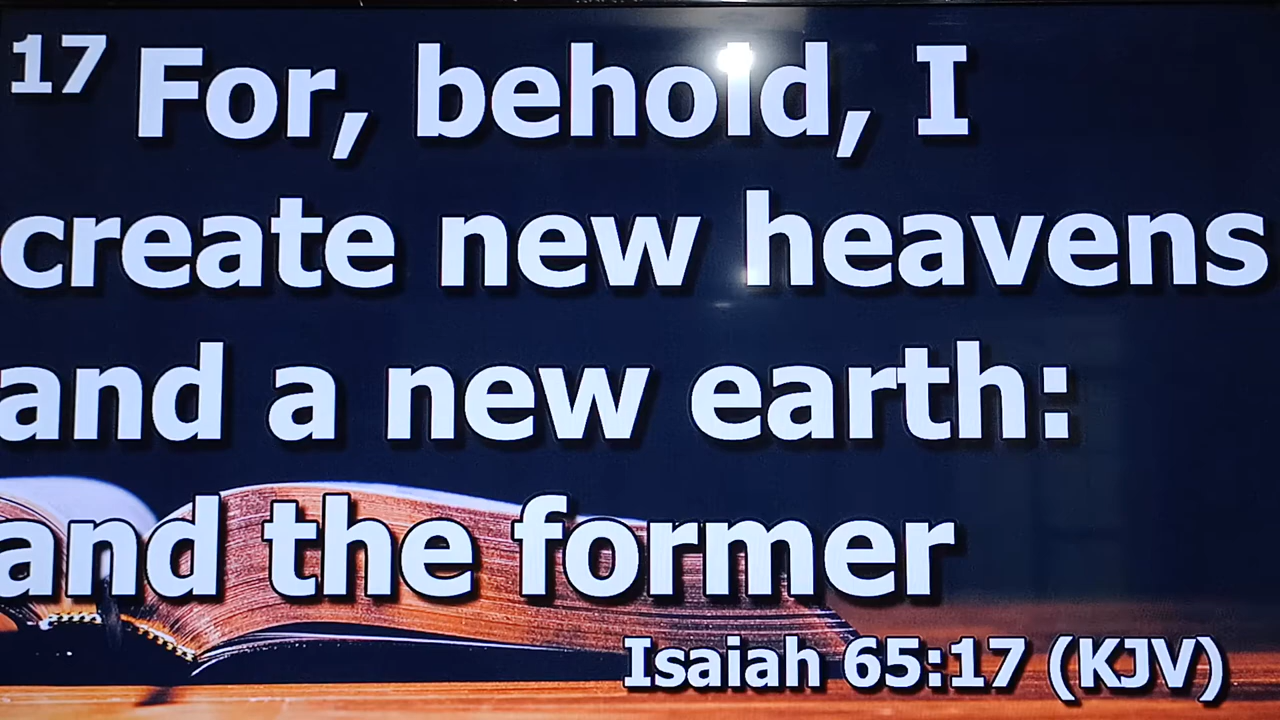 17 For, behold, I
create new heavens
and a new earth:
and the former
Isaiah 65:17 (KJV)